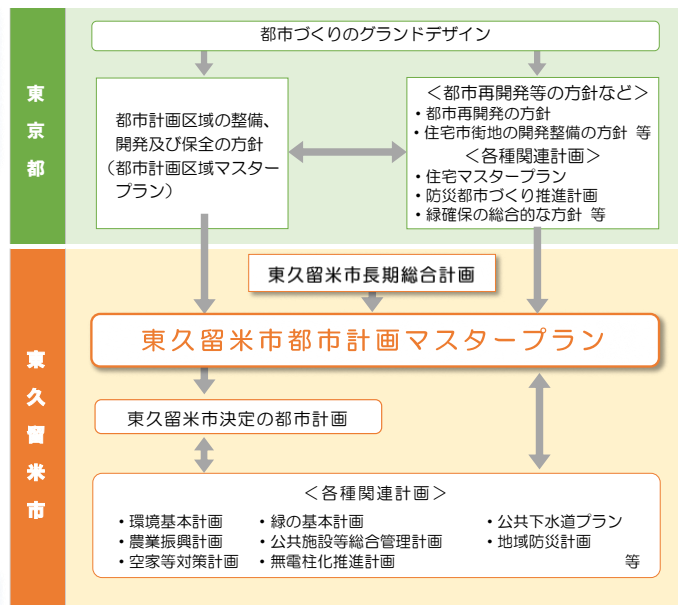 東京都
都市づくりのグランドデザイン
都市計画区域の整備、
開発及び保全の方針
（都市計画区域マスター
プラン）
＜都市再開発等の方針など＞
・都市再開発の方針
・住宅市街地の開発整備の方針 等
＜各種関連計画＞
・住宅マスタープラン
・防災都市づくり推進計画
・緑確保の総合的な方針 等
東久留米市
東久留米市長期総合計画
東久留米市都市計画マスタープラン
東久留米市決定の都市計画
＜各種関連計画＞
・環境基本計画
・農業振興計画
・空家等対策計画
・緑の基本計画
・公共施設等総合管理計画
・無電柱化推進計画
・公共下水道プラン
・地域防災計画
等